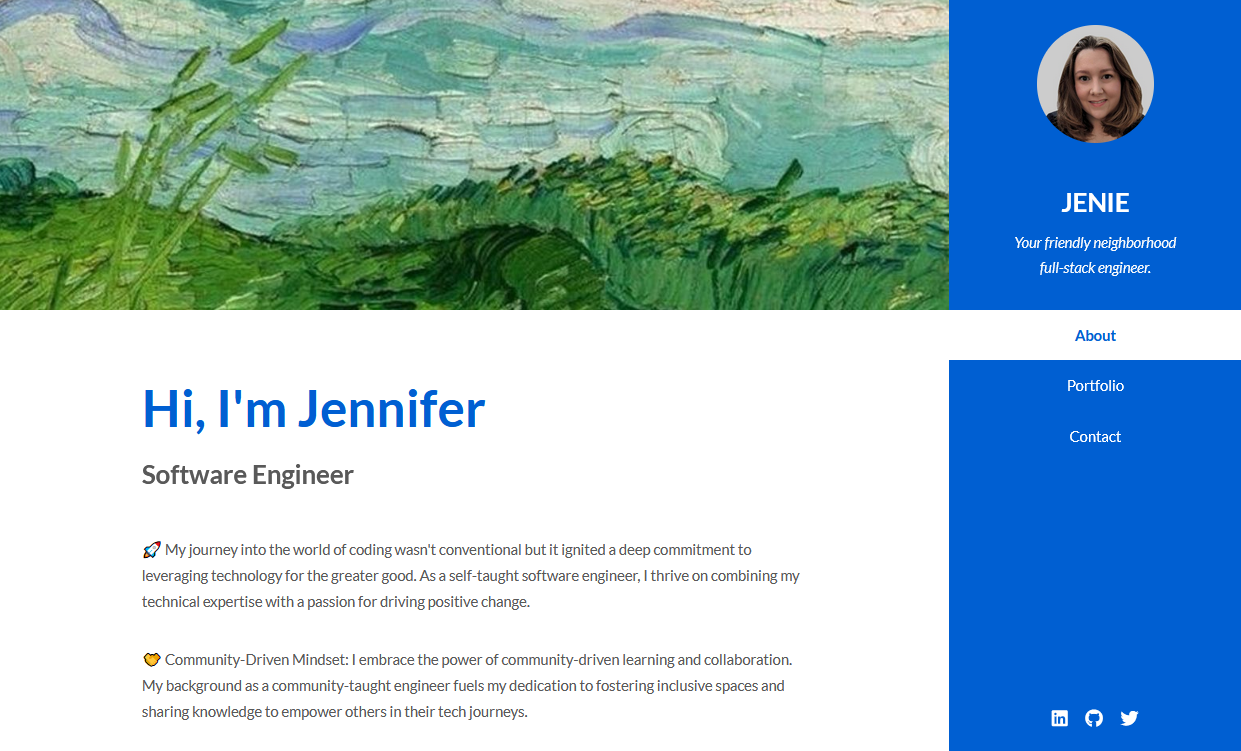 Hi, I'm Jennifer
Software Engineer
🚀 My journey into the world of coding wasn't conventional but it ignited a deep commitment to
leveraging technology for the greater good. As a self-taught software engineer, I thrive on combining my
technical expertise with a passion for driving positive change.
🤝 Community-Driven Mindset: I embrace the power of community-driven learning and collaboration.
My background as a community-taught engineer fuels my dedication to fostering inclusive spaces and
sharing knowledge to empower others in their tech journeys.
JENIE
Your friendly neighborhood
full-stack engineer.
About
Portfolio
Contact
in